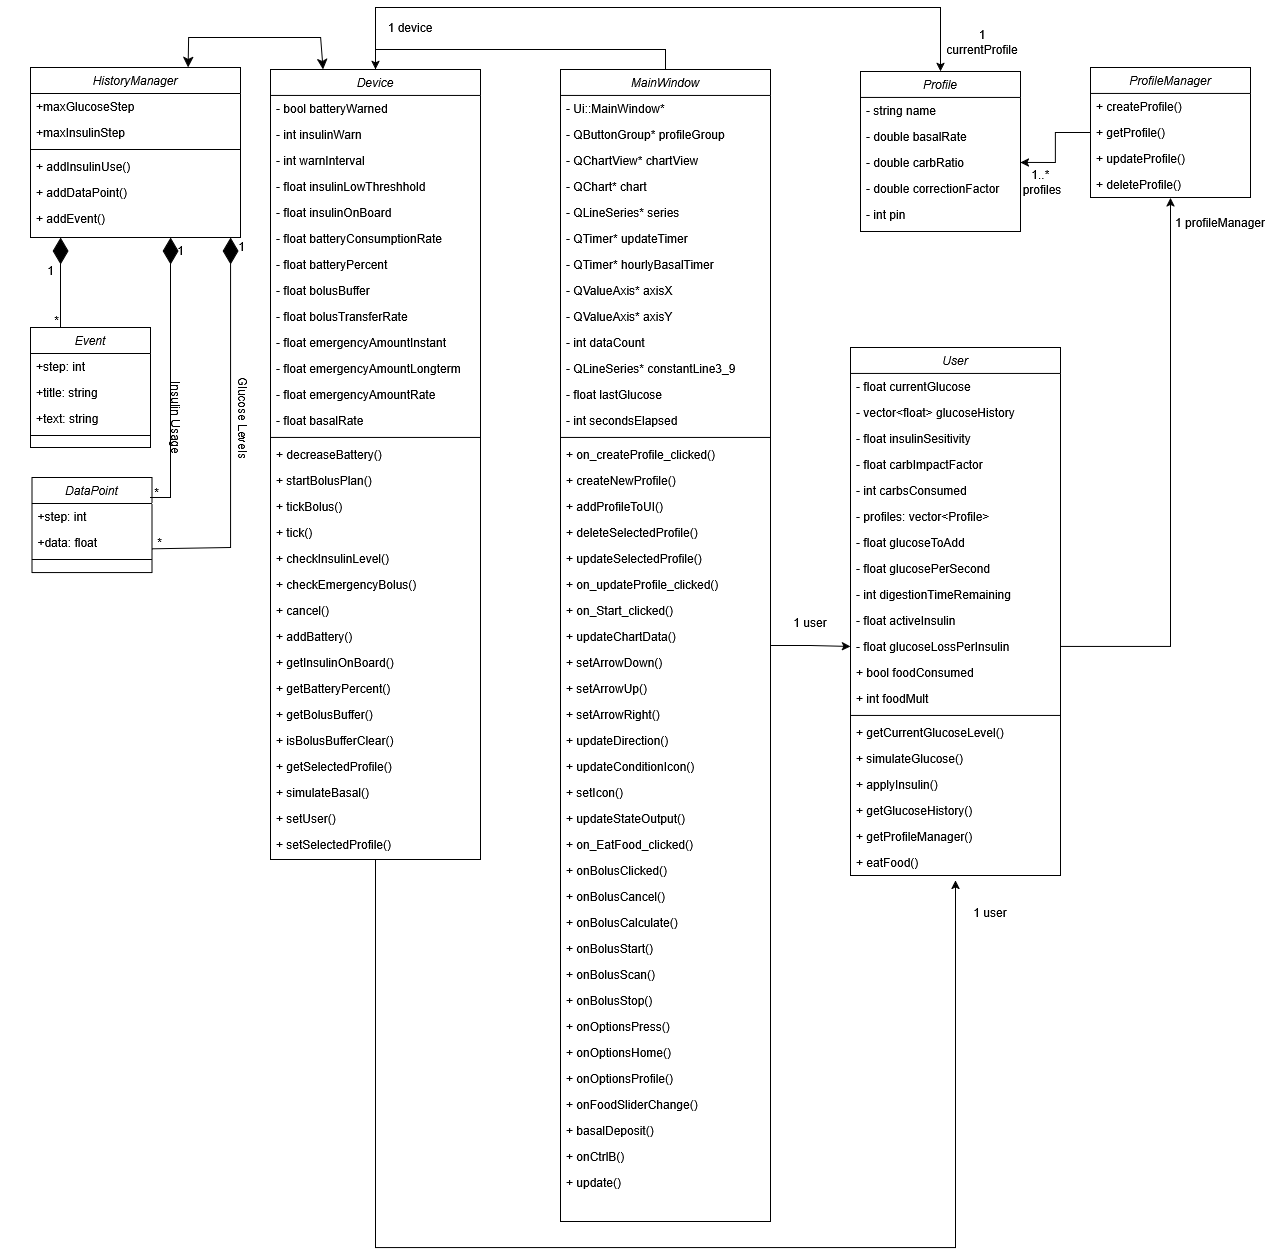 1 device
1
currentProfile
HistoryManager
+maxGlucoseStep
+maxInsulinStep
+ addInsulinUse()
+ addDataPoint()
+ addEvent()
1
1
1
*
Event
+step: int
+title: string
+text: string
Insulin Usage
Glucose Levels
DataPoint
+step: int
+data: float
*
*
Device
- bool batteryWarned
- int insulinWarn
- int warnInterval
- float insulinLowThreshhold
- float insulinOnBoard
- float batteryConsumptionRate
- float batteryPercent
- float bolusBuffer
- float bolusTransferRate
- float emergencyAmountInstant
- float emergencyAmountLongterm
- float emergencyAmountRate
- float basalRate
+ decreaseBattery()
+ startBolusPlan()
+ tickBolus()
+ tick()
+ checkInsulinLevel()
+ checkEmergencyBolus()
+ cancel()
+ addBattery()
+ getInsulinOnBoard()
+ getBatteryPercent()
+ getBolusBuffer()
+ isBolusBufferClear()
+ getSelectedProfile()
+ simulateBasal()
+ setUser()
+ setSelectedProfile()
MainWindow
- Ui::MainWindow*
- QButtonGroup* profileGroup
- QChartView* chartView
- QChart* chart
- QLineSeries* series
- QTimer* updateTimer
- QTimer* hourlyBasalTimer
- QValueAxis* axisX
- QValueAxis* axisY
- int dataCount
- QLineSeries* constantLine3_9
- float lastGlucose
- int secondsElapsed
+ on_createProfile_clicked()
+ createNewProfile()
+ addProfileToUI()
+ deleteSelectedProfile()
+ updateSelectedProfile()
+ on_updateProfile_clicked()
+ on_Start_clicked()
+ updateChartData()
+ setArrowDown()
+ setArrowUp()
+ setArrowRight()
+ updateDirection()
+ updateConditionIcon()
+ setIcon()
+ updateStateOutput()
+ on_EatFood_clicked()
+ onBolusClicked()
+ onBolusCancel()
+ onBolusCalculate()
+ onBolusStart()
+ onBolusScan()
+ onBolusStop()
+ onOptionsPress()
+ onOptionsHome()
+ onOptionsProfile()
+ onFoodSliderChange()
+ basalDeposit()
+ onCtrlB()
+ update()
Profile
- string name
- double basalRate
- double carbRatio
- double correctionFactor
- int pin
1..*
profiles
ProfileManager
+ createProfile()
+ getProfile()
+ updateProfile()
+ deleteProfile()
1 profileManager
1 user
User
- float currentGlucose
- vector<float> glucoseHistory
- float insulinSesitivity
- float carbImpactFactor
- int carbsConsumed
- profiles: vector<Profile>
- float glucoseToAdd
- float glucosePerSecond
- int digestionTimeRemaining
- float activeInsulin
- float glucoseLossPerInsulin
+ bool foodConsumed
+ int foodMult
+ getCurrentGlucoseLevel()
+ simulateGlucose()
+ applyInsulin()
+ getGlucoseHistory()
+ getProfileManager()
+ eatFood()
1 user